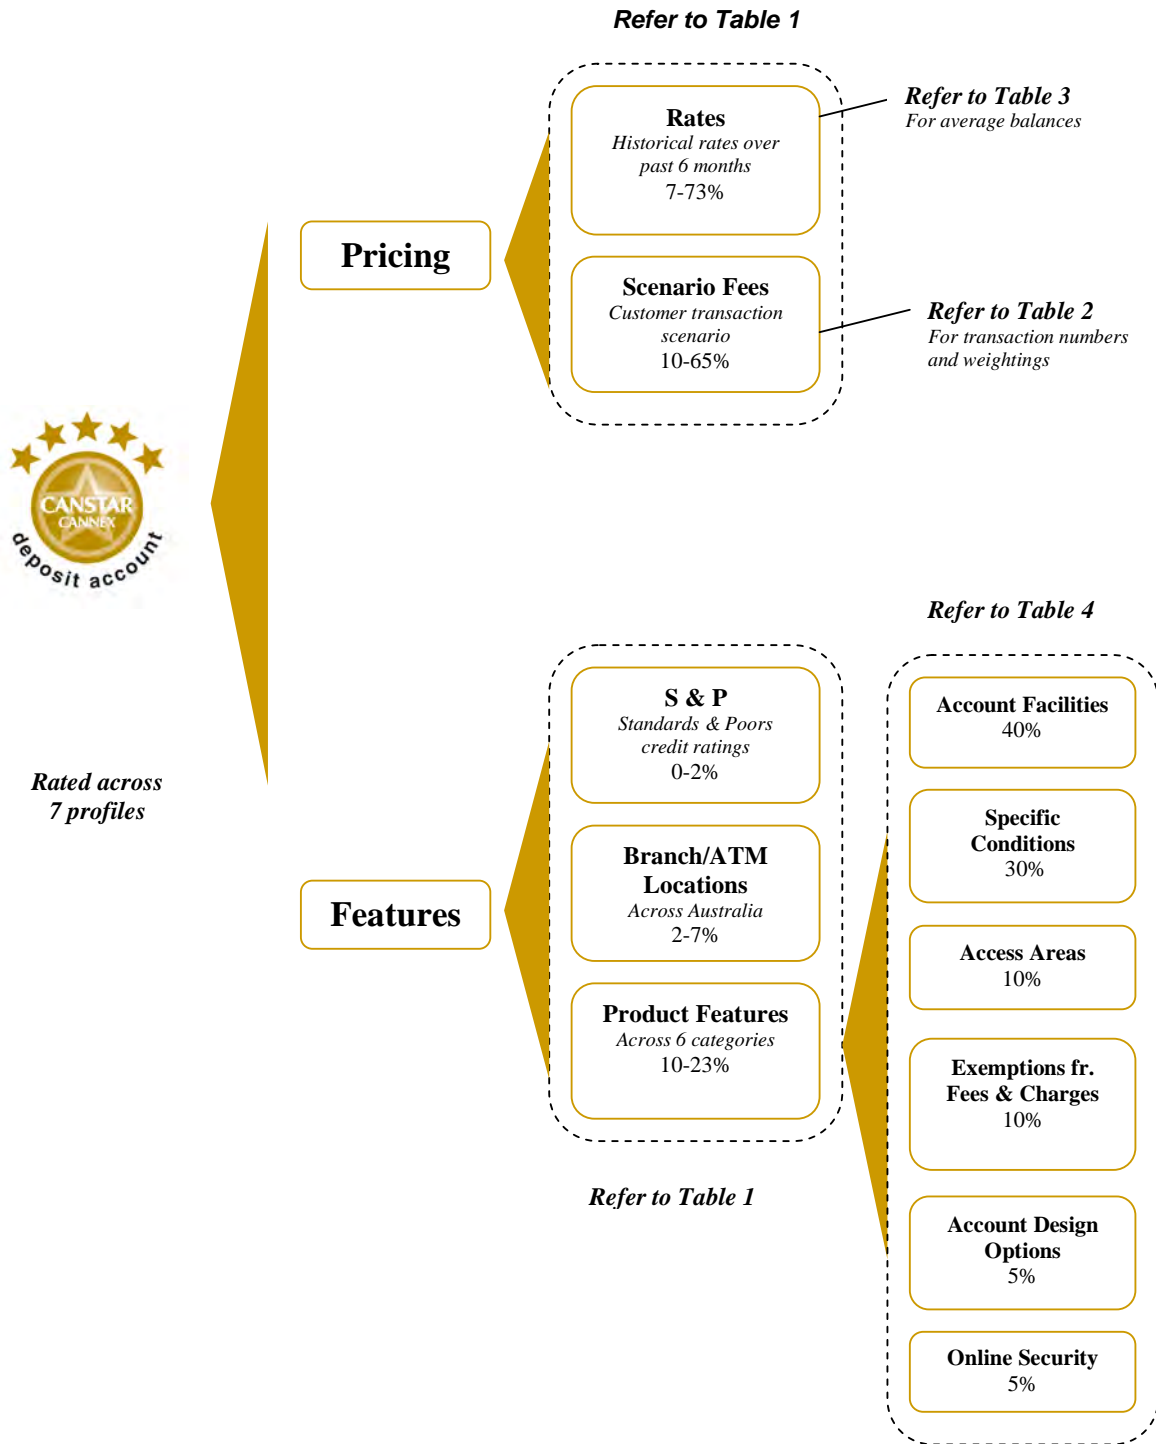 Refer to Table 1
Rates
Historical rates over
past 6 months
7-73%
Refer to Table 3
For average balances
Pricing
Scenario Fees
Customer transaction
scenario
10-65%
Refer to Table 2
For transaction numbers
and weightings
CANSTAR
CANNEX
deposit account
Rated across
7 profiles
Features
S & P
Standards & Poors
credit ratings
0-2%
Branch/ATM
Locations
Across Australia
2-7%
Product Features
Across 6 categories
10-23%
Refer to Table 1
Refer to Table 4
Account Facilities
40%
Specific
Conditions
30%
Access Areas
10%
Exemptions fr.
Fees & Charges
10%
Account Design
Options
5%
Online Security
5%